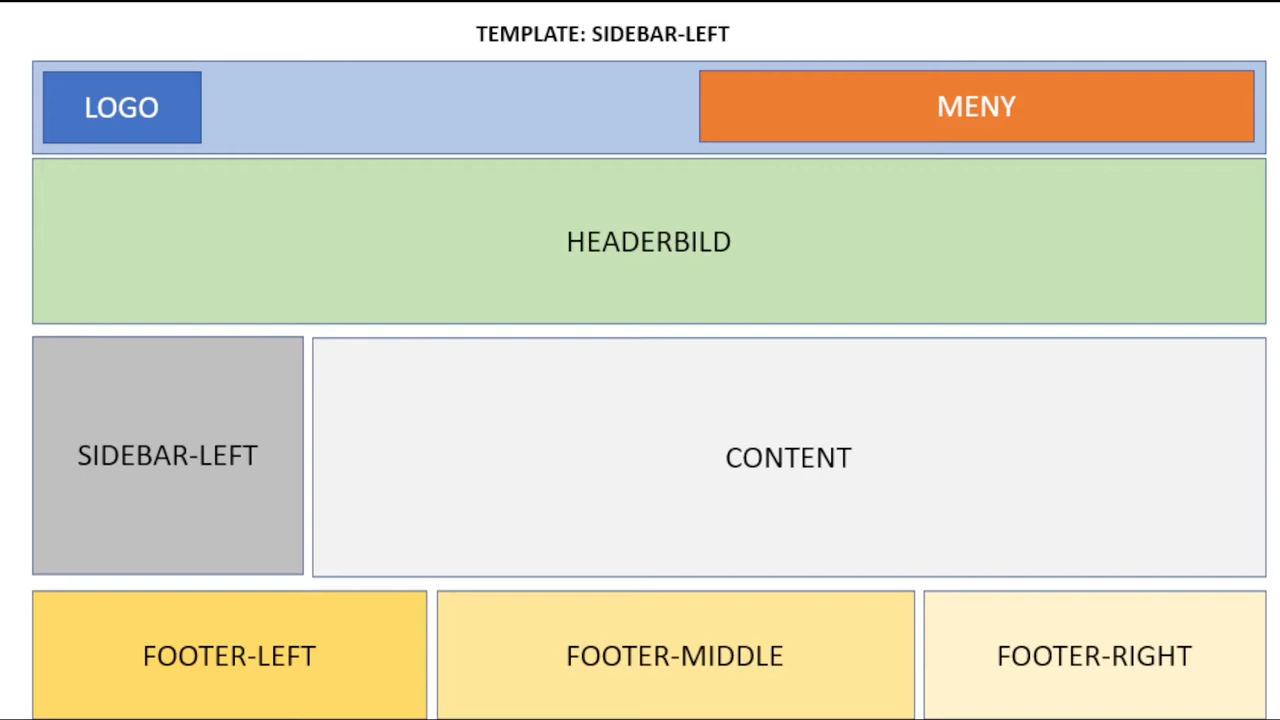 TEMPLATE: SIDEBAR-LEFT
LOGO
MENY
HEADERBILD
SIDEBAR-LEFT
CONTENT
FOOTER-LEFT
FOOTER-MIDDLE
FOOTER-RIGHT